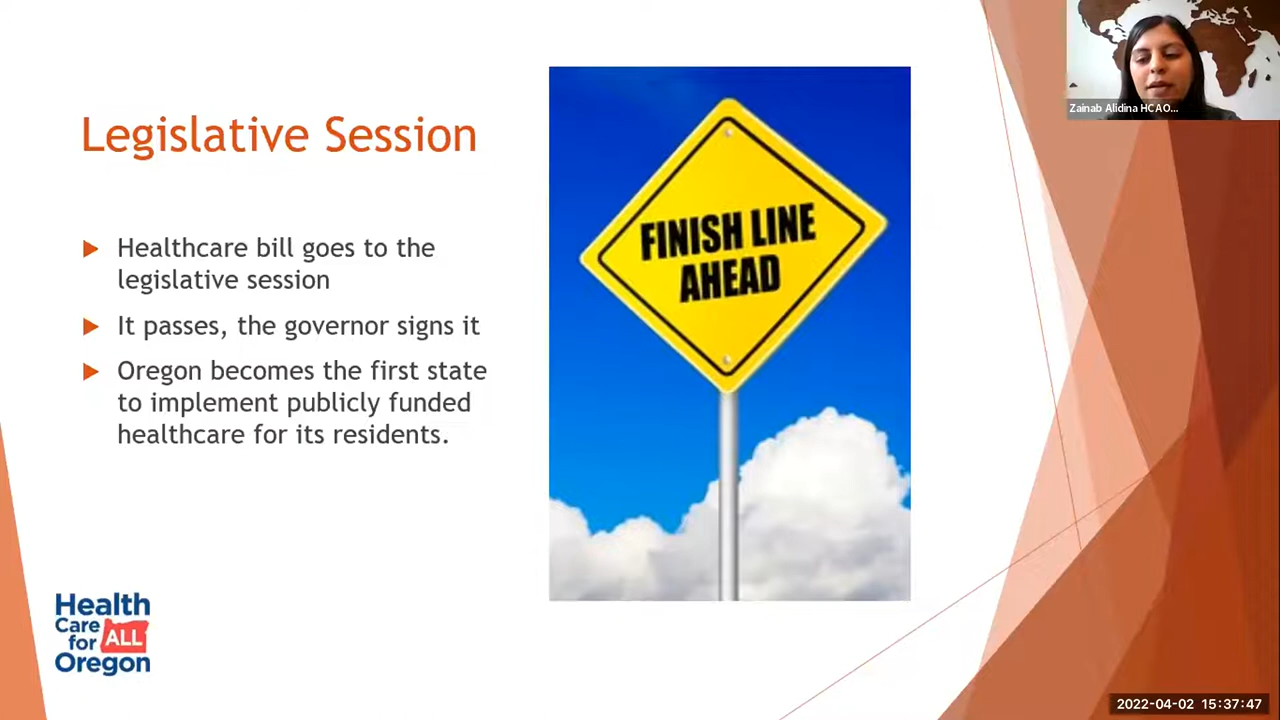 Legislative Session
Healthcare bill goes to the
legislative session
It passes, the governor signs it
Oregon becomes the first state
to implement publicly funded
healthcare for its residents.
FINISH LINE
AHEAD
Zainab Alidina HCAO...
Health
Care
for ALL
Oregon
2022-04-02 15:37:47